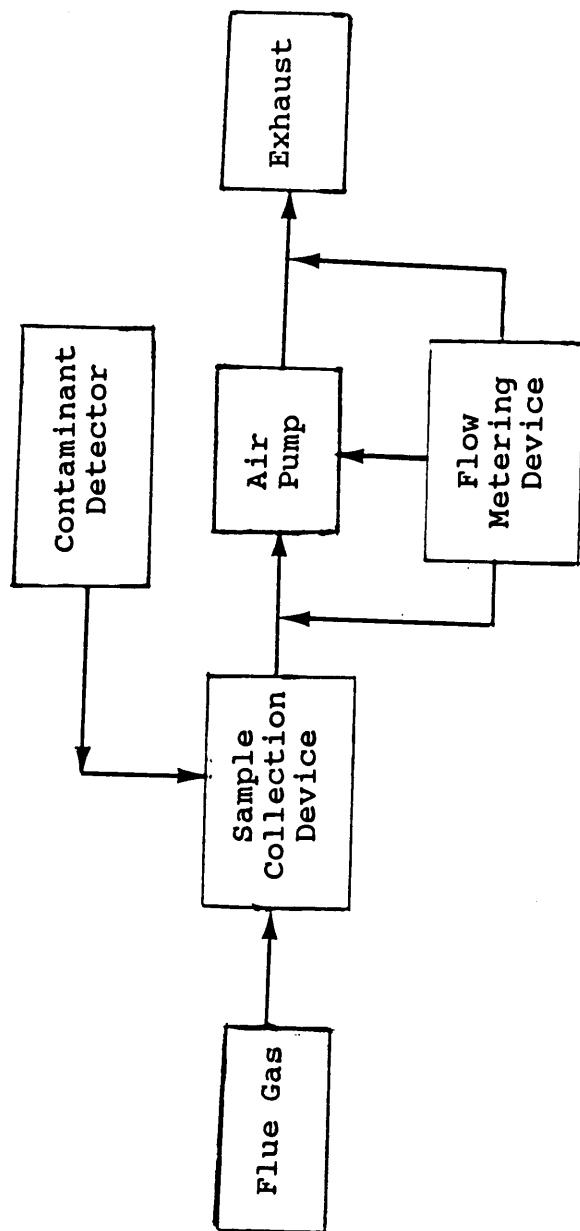 Flue Gas
Sample
Collection
Device
Contaminant
Detector
Air
Pump
Flow
Metering
Device
Exhaust